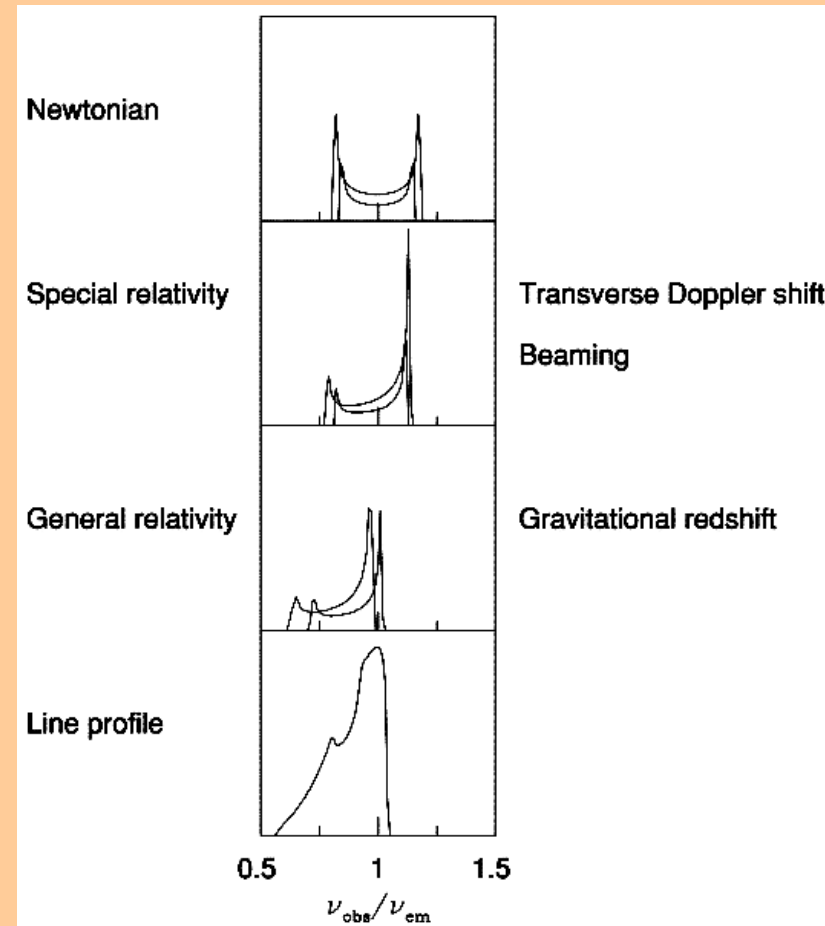 Newtonian
Special relativity
Transverse Doppler shift
Beaming
General relativity
Gravitational redshift
Line profile
0.5 1 1.5
ν_obs/ν_em